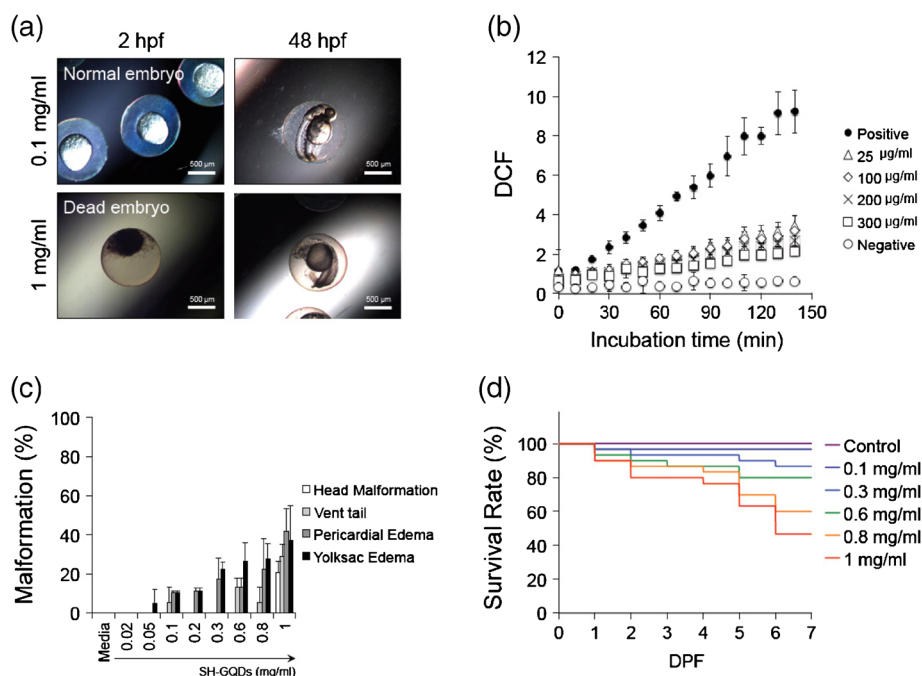 (a)
2 hpf
48 hpf
0.1 mg/ml
Normal embryo
500 µm
500 µm
1 mg/ml
Dead embryo
500 µm
500 µm
(b)
DCF
12
10
8
6
4
2
0
0
30
60
90
120
150
Incubation time (min)
Positive
25 µg/ml
100 µg/ml
200 µg/ml
300 µg/ml
Negative
(c)
Malformation (%)
100
80
60
40
20
0
Head Malformation
Vent tail
Pericardial Edema
Yolksac Edema
Media
0.02
0.05
0.1
0.2
0.3
0.6
0.8
1
SH-GQDs (mg/ml)
(d)
Survival Rate (%)
100
80
60
40
20
0
0
1
2
3
4
5
6
7
DPF
Control
0.1 mg/ml
0.3 mg/ml
0.6 mg/ml
0.8 mg/ml
1 mg/ml